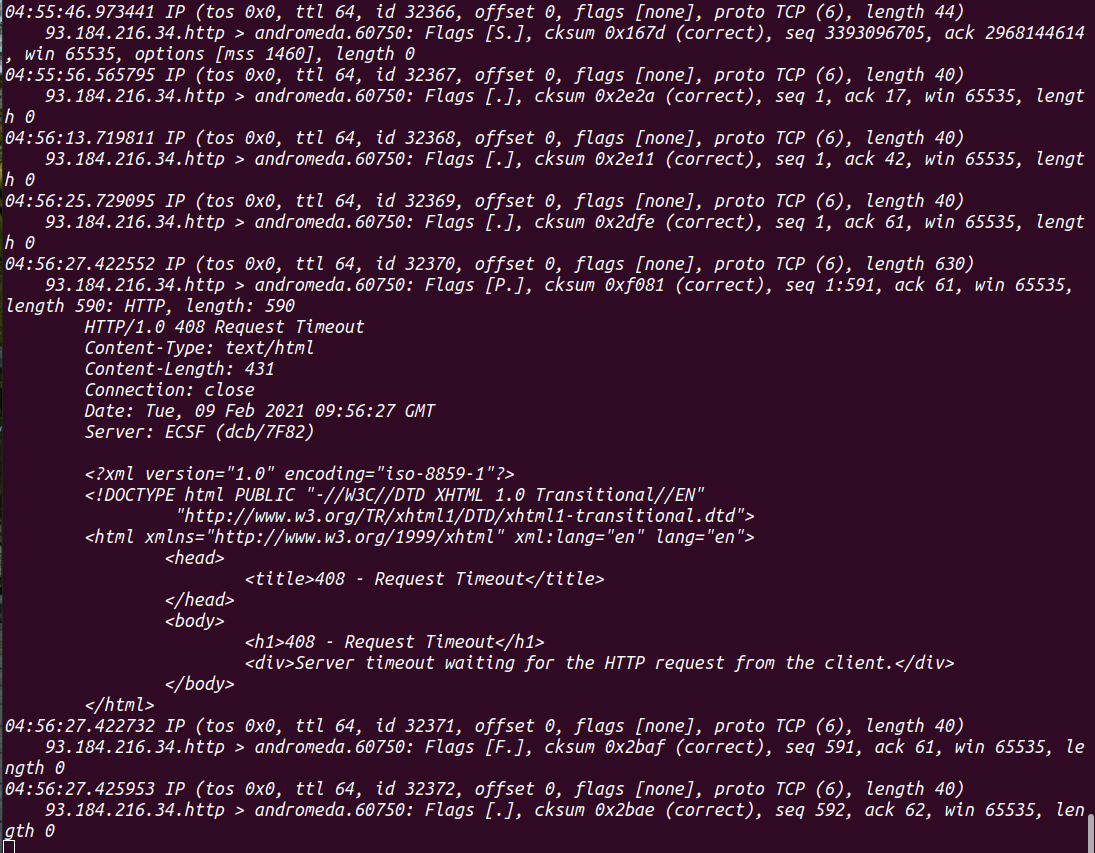 04:55:46.973441 IP (tos 0x0, ttl 64, id 32366, offset 0, flags [none], proto TCP (6), length 44)
    93.184.216.34.http > andromeda.60750: Flags [S.], cksum 0x167d (correct), seq 3393096705, ack 2968144614
, win 65535, options [mss 1460], length 0
04:55:56.565795 IP (tos 0x0, ttl 64, id 32367, offset 0, flags [none], proto TCP (6), length 40)
    93.184.216.34.http > andromeda.60750: Flags [.], cksum 0x2e2a (correct), seq 1, ack 17, win 65535, lengt
h 0
04:56:13.719811 IP (tos 0x0, ttl 64, id 32368, offset 0, flags [none], proto TCP (6), length 40)
    93.184.216.34.http > andromeda.60750: Flags [.], cksum 0x2e11 (correct), seq 1, ack 42, win 65535, lengt
h 0
04:56:25.729095 IP (tos 0x0, ttl 64, id 32369, offset 0, flags [none], proto TCP (6), length 40)
    93.184.216.34.http > andromeda.60750: Flags [.], cksum 0x2dfe (correct), seq 1, ack 61, win 65535, lengt
h 0
04:56:27.422552 IP (tos 0x0, ttl 64, id 32370, offset 0, flags [none], proto TCP (6), length 630)
    93.184.216.34.http > andromeda.60750: Flags [P.], cksum 0xf081 (correct), seq 1:591, ack 61, win 65535,
length 590: HTTP, length: 590
        HTTP/1.0 408 Request Timeout
        Content-Type: text/html
        Content-Length: 431
        Connection: close
        Date: Tue, 09 Feb 2021 09:56:27 GMT
        Server: ECSF (dcb/7F82)

        <?xml version="1.0" encoding="iso-8859-1"?>
        <!DOCTYPE html PUBLIC "-//W3C//DTD XHTML 1.0 Transitional//EN"
                 "http://www.w3.org/TR/xhtml1/DTD/xhtml1-transitional.dtd">
        <html xmlns="http://www.w3.org/1999/xhtml" xml:lang="en" lang="en">
                <head>
                        <title>408 - Request Timeout</title>
                </head>
                <body>
                        <h1>408 - Request Timeout</h1>
                        <div>Server timeout waiting for the HTTP request from the client.</div>
                </body>
        </html>
04:56:27.422732 IP (tos 0x0, ttl 64, id 32371, offset 0, flags [none], proto TCP (6), length 40)
    93.184.216.34.http > andromeda.60750: Flags [F.], cksum 0x2baf (correct), seq 591, ack 61, win 65535, le
ngth 0
04:56:27.425953 IP (tos 0x0, ttl 64, id 32372, offset 0, flags [none], proto TCP (6), length 40)
    93.184.216.34.http > andromeda.60750: Flags [.], cksum 0x2bae (correct), seq 592, ack 62, win 65535, len
gth 0